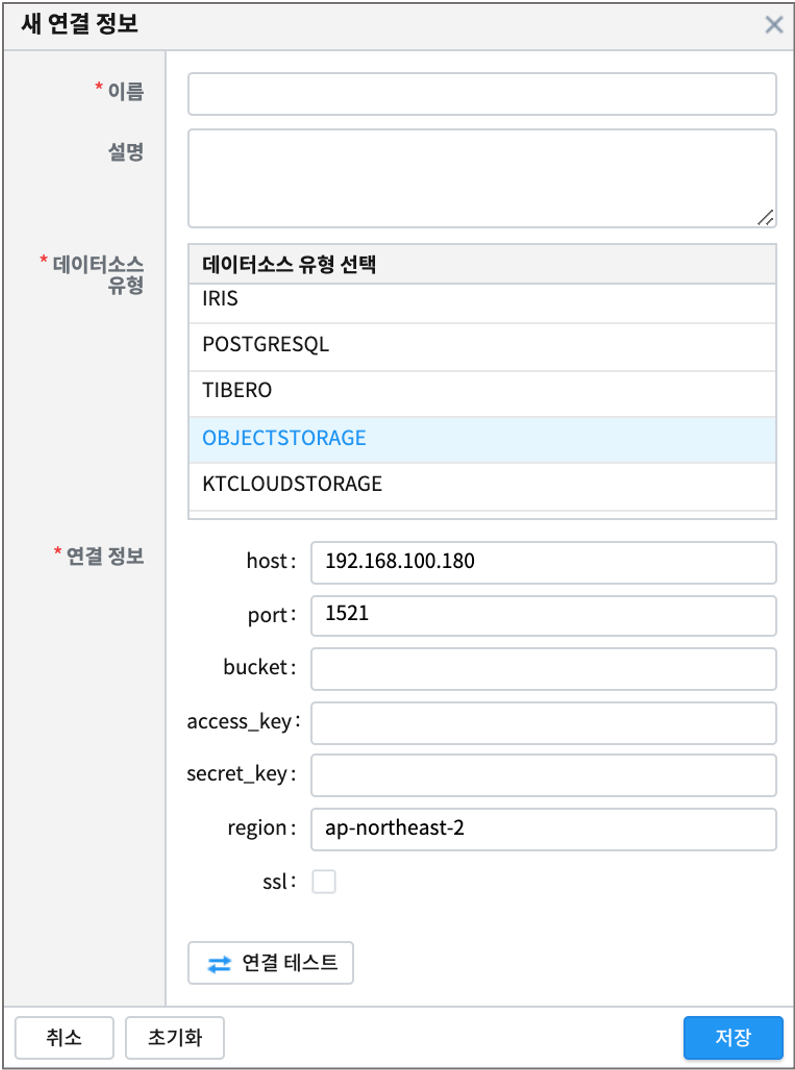 새 연결 정보
* 이름
설명
* 데이터소스
유형
데이터소스 유형 선택
IRIS
POSTGRESQL
TIBERO
OBJECTSTORAGE
KTCLOUDSTORAGE
* 연결 정보
host: 192.168.100.180
port: 1521
bucket:
access_key:
secret_key:
region: ap-northeast-2
ssl:
연결 테스트
취소 초기화 저장